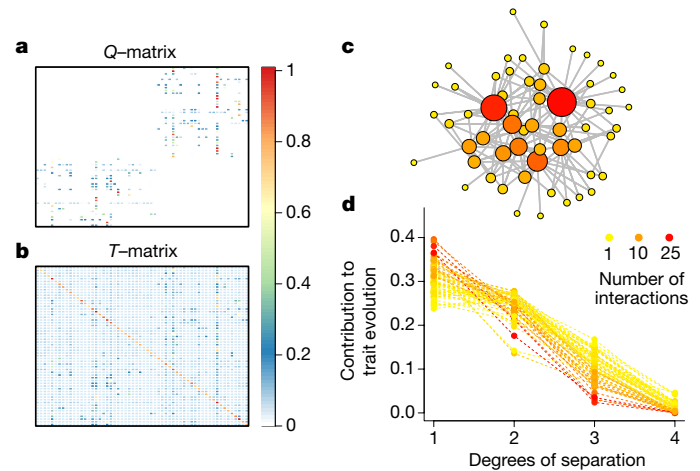 a
Q–matrix
b
T–matrix
1
0.8
0.6
0.4
0.2
0
c
d
1 10 25
Number of
interactions
Contribution to
trait evolution
0.4
0.3
0.2
0.1
0.0
1 2 3 4
Degrees of separation